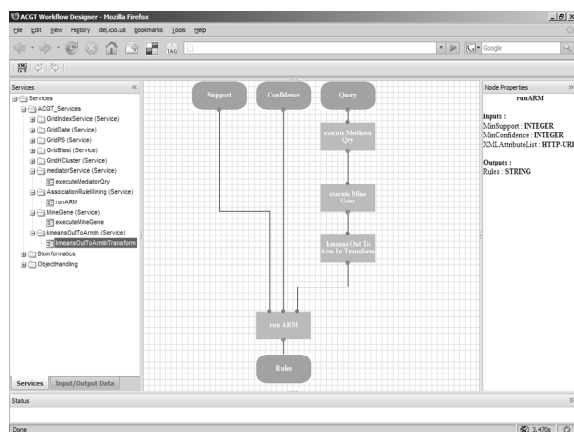 ACGT Workflow Designer - Mozilla Firefox
File Edit View History del.icio.us Bookmarks Tools Help
TAG
G Google
XML
Services
Services
ACGT_Services
GridIndexService (Service)
GridDate (Service)
GridPS (Service)
GridBlast (Service)
GridHCluster (Service)
mediatorService (Service)
executeMediatorQry
AssociationRuleMining (Service)
runARM
MineGene (Service)
executeMineGene
kmeansOutToArmIn (Service)
kmeansOutToArmInTransform
Bioinformatics
ObjectHandling
Services Input/Output Data
Support Confidence Query
execute Mediator
Qry
execute Mine
Gene
kmeans Out To
Arm In Transform
run ARM
Rules
Node Properties
runARM
Inputs :
MinSupport : INTEGER
MinConfidence : INTEGER
XMLAttributeList : HTTP-URI
Outputs :
Rules : STRING
Status
Done
3.470s